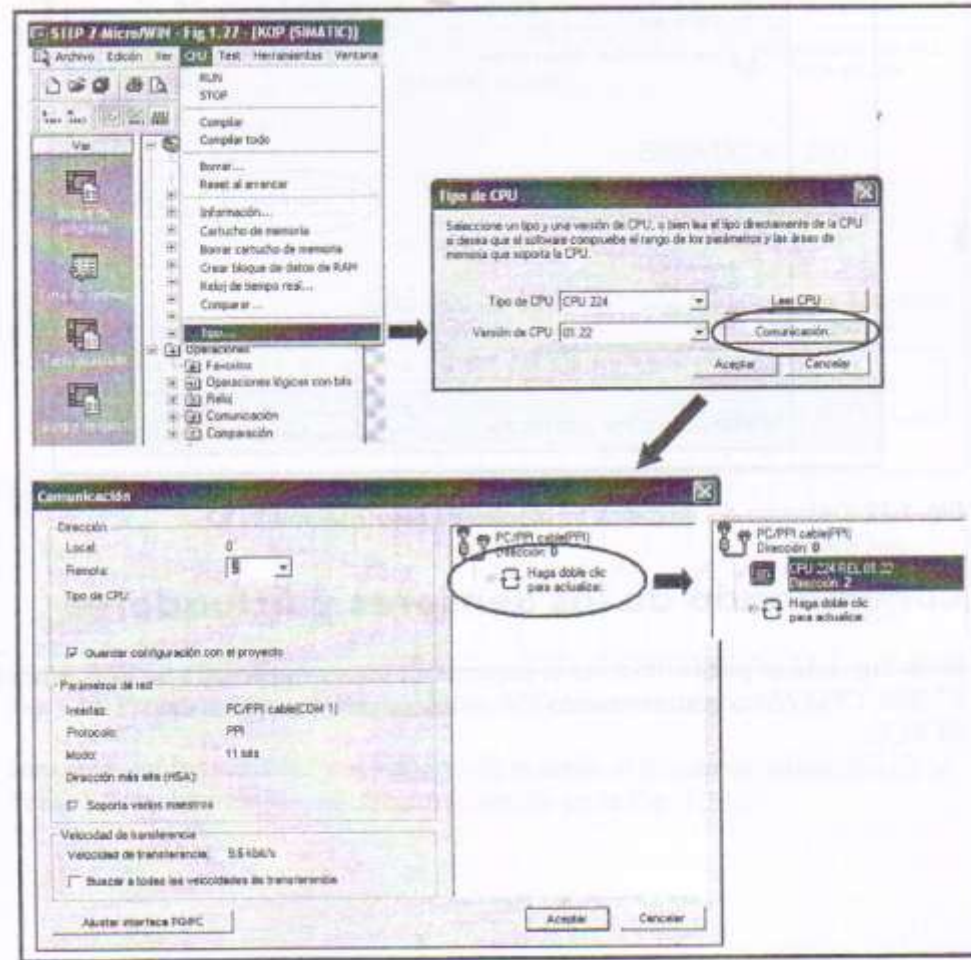 STEP 7-Micro/WIN - Fig 1.22 - [KOP (SIMATIC)]
Archivo Edición Ver CPU Test Herramientas Ventana
RUN
STOP
Compilar
Compilar todo
Borrar...
Reset al arrancar
Información...
Cartucho de memoria
Borrar cartucho de memoria
Crear bloque de datos de RAM
Reloj de tiempo real...
Comparar...
Tipo...
Ver
Operaciones
Favoritos
Operaciones lógicas con bits
Reloj
Comunicación
Comparación
Tipo de CPU
Seleccione un tipo y una versión de CPU, o bien lea el tipo directamente de la CPU
si desea que el software compruebe el rango de los parámetros y las áreas de
memoria que soporta la CPU.
Tipo de CPU CPU 224 Leer CPU
Versión de CPU 01.22 Comunicación...
Aceptar Cancelar
Comunicación
Dirección
Local: 0
Remota:
Tipo de CPU:
Guardar configuración con el proyecto
Parámetros de red
Interfaz: PC/PPI cable(COM 1)
Protocolo: PPI
Modo: 11 bits
Dirección más alta (HSA):
Soporta varios maestros
Velocidad de transferencia
Velocidad de transferencia: 9.6 kbit/s
Buscar a todas las velocidades de transferencia
Ajustar interface PG/PC
Aceptar Cancelar
PC/PPI cable(PPI)
Dirección: 0
Haga doble clic
para actualizar.
PC/PPI cable(PPI)
Dirección: 0
CPU 224 REL 01.22
Dirección: 2
Haga doble clic
para actualizar.